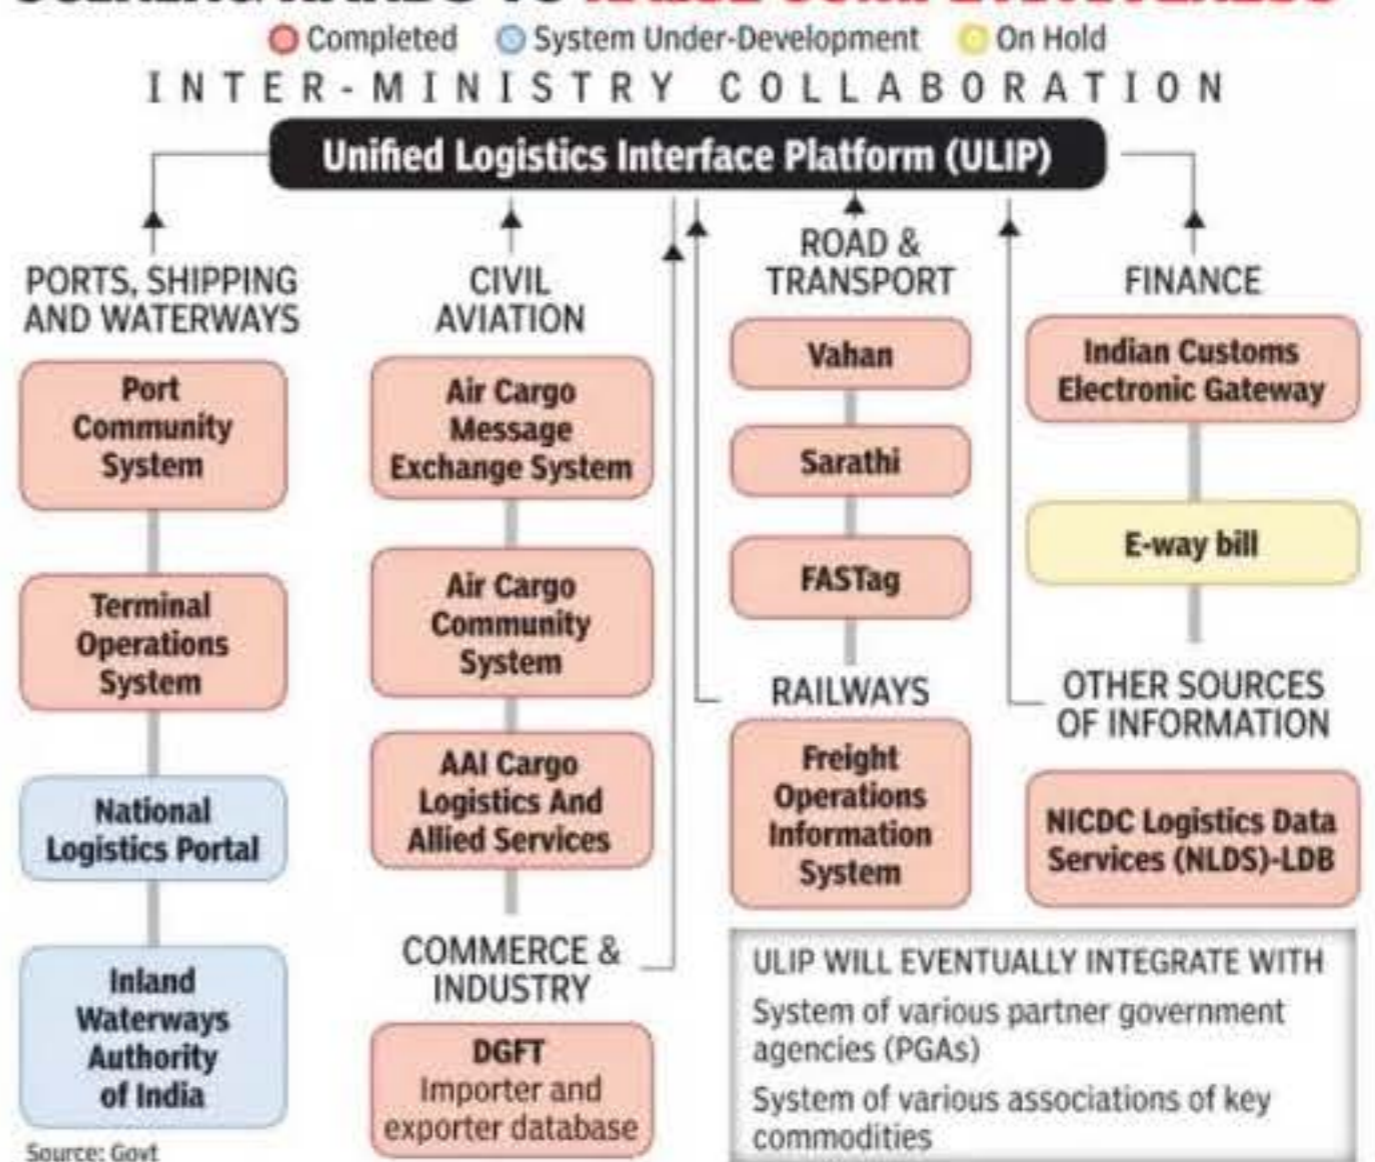 Completed System Under-Development On Hold
INTER-MINISTRY COLLABORATION
Unified Logistics Interface Platform (ULIP)
PORTS, SHIPPING
AND WATERWAYS
Port
Community
System
Terminal
Operations
System
National
Logistics Portal
Inland
Waterways
Authority
of India
Source: Govt
CIVIL
AVIATION
Air Cargo
Message
Exchange System
Air Cargo
Community
System
AAI Cargo
Logistics And
Allied Services
COMMERCE &
INDUSTRY
DGFT
Importer and
exporter database
ROAD &
TRANSPORT
Vahan
Sarathi
FASTag
RAILWAYS
Freight
Operations
Information
System
FINANCE
Indian Customs
Electronic Gateway
E-way bill
OTHER SOURCES
OF INFORMATION
NICDC Logistics Data
Services (NLDS)-LDB
ULIP WILL EVENTUALLY INTEGRATE WITH
System of various partner government
agencies (PGAs)
System of various associations of key
commodities